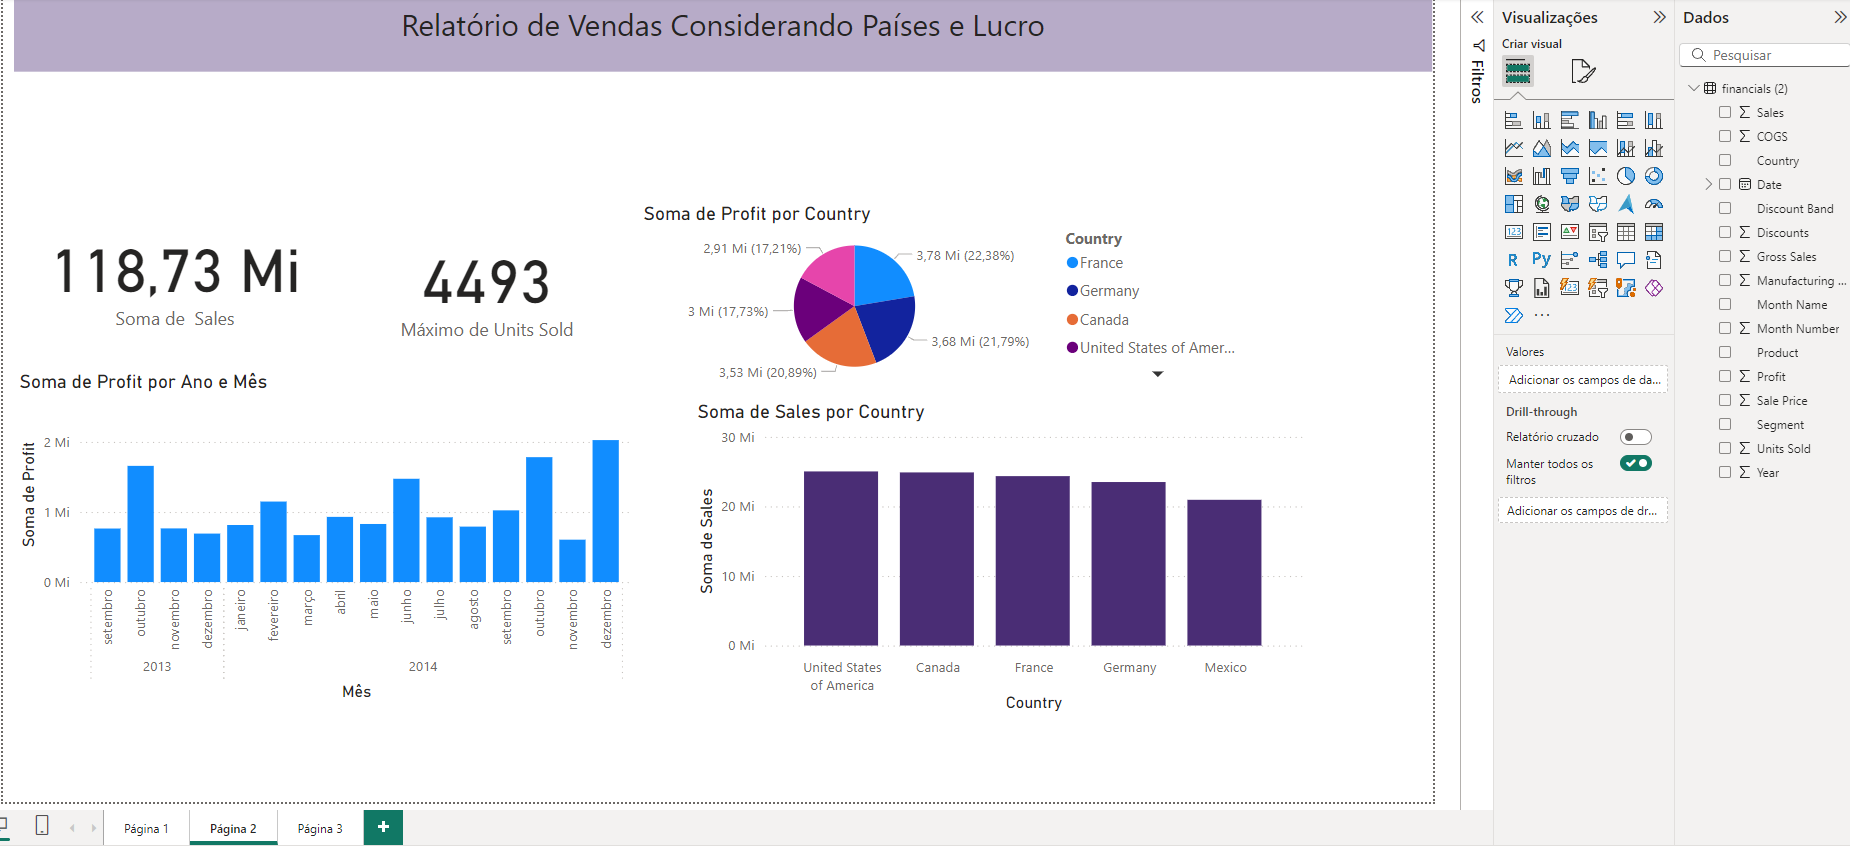 Relatório de Vendas Considerando Países e Lucro
118,73 Mi
Soma de  Sales
4493
Máximo de Units Sold
Soma de Profit por Country
2,91 Mi (17,21%)
3,78 Mi (22,38%)
3 Mi (17,73%)
3,68 Mi (21,79%)
3,53 Mi (20,89%)
Country
France
Germany
Canada
United States of Amer...
Soma de Profit por Ano e Mês
Soma de Profit
2 Mi
1 Mi
0 Mi
setembro
outubro
novembro
dezembro
janeiro
fevereiro
março
abril
maio
junho
julho
agosto
setembro
outubro
novembro
dezembro
2013
2014
Mês
Soma de Sales por Country
Soma de Sales
30 Mi
20 Mi
10 Mi
0 Mi
United States
of America
Canada
France
Germany
Mexico
Country
Filtros
Visualizações
Criar visual
123
R
Py
123
Valores
Adicionar os campos de da...
Drill-through
Relatório cruzado
Manter todos os
filtros
Adicionar os campos de dr...
Dados
Pesquisar
financials (2)
Sales
COGS
Country
Date
Discount Band
Discounts
Gross Sales
Manufacturing ...
Month Name
Month Number
Product
Profit
Sale Price
Segment
Units Sold
Year
Página 1
Página 2
Página 3